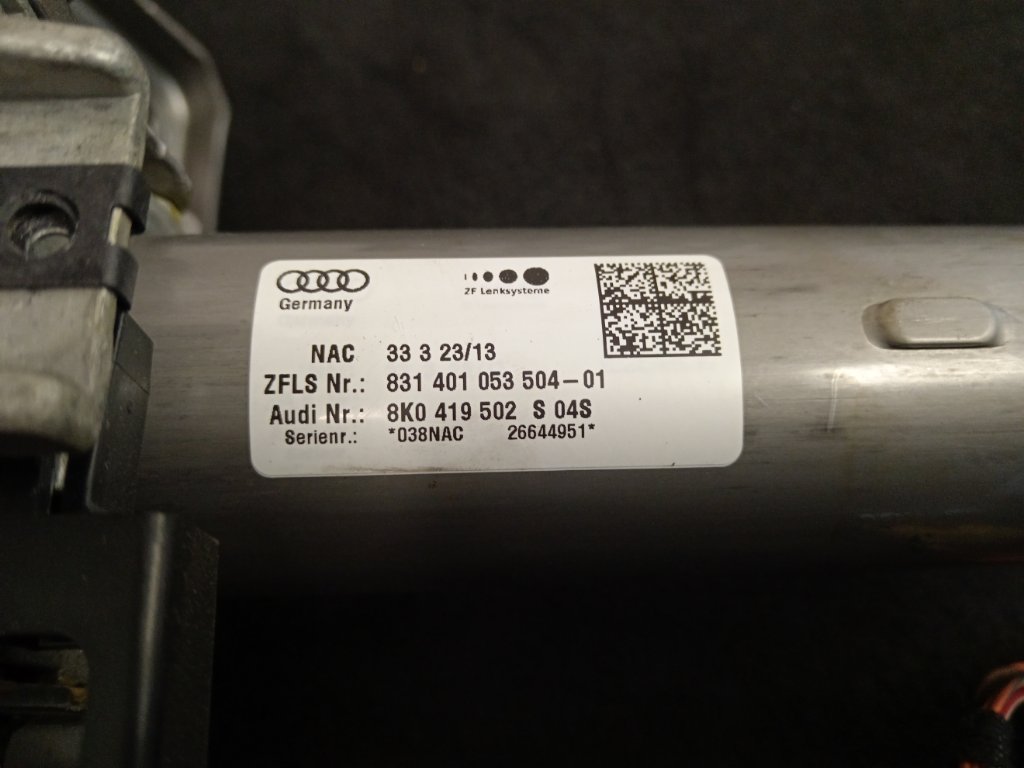 Germany
ZF Lenksysteme
NAC 33 3 23/13
ZFLS Nr.: 831 401 053 504-01
Audi Nr.: 8K0 419 502 S 04S
Serienr.: *038NAC 26644951*